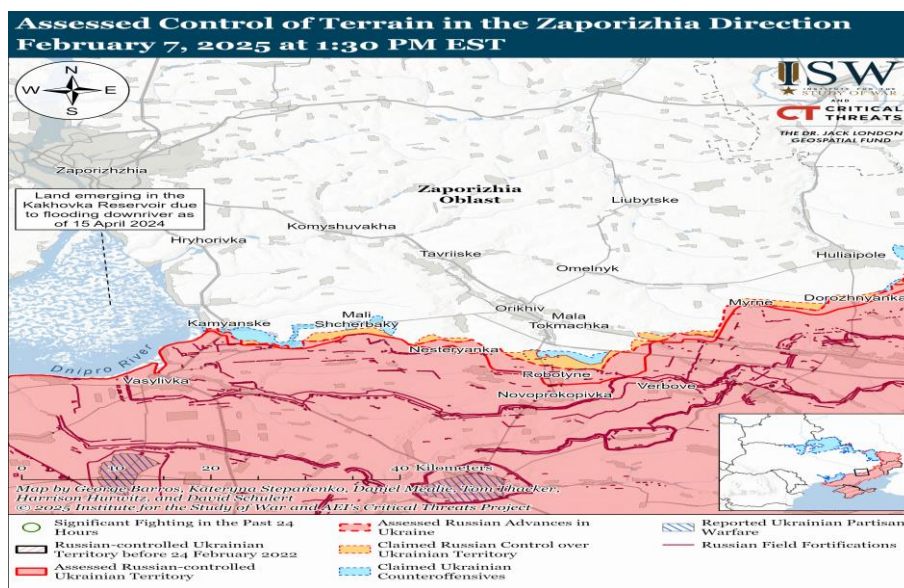 Assessed Control of Terrain in the Zaporizhia Direction
February 7, 2025 at 1:30 PM EST
N
W E
S
ISW
INSTITUTE FOR THE
STUDY OF WAR
AND
CT CRITICAL
THREATS
THE DR. JACK LONDON
GEOSPATIAL FUND
Zaporizhzhia
Land emerging in the
Kakhovka Reservoir due
to flooding downriver as
of 15 April 2024
Zaporizhia
Oblast
Liubytske
Komyshuvakha
Hryhorivka
Tavriiske
Huliaipole
Omelnyk
Orikhiv
Myrne
Dorozhnyanka
Mali
Shcherbaky
Kamyanske
Mala
Tokmachka
Nesteryanka
Dnipro River
Robotyne
Vasylivka
Verbove
Novoprokopivka
0 10 20 40 Kilometers
Map by George Barros, Kateryna Stepanenko, Daniel Mealie, Tom Thacker,
Harrison Hurwitz, and David Schulert
© 2025 Institute for the Study of War and AEI's Critical Threats Project
Significant Fighting in the Past 24
Hours
Russian-controlled Ukrainian
Territory before 24 February 2022
Assessed Russian-controlled
Ukrainian Territory
Assessed Russian Advances in
Ukraine
Claimed Russian Control over
Ukrainian Territory
Claimed Ukrainian
Counteroffensives
Reported Ukrainian Partisan
Warfare
Russian Field Fortifications